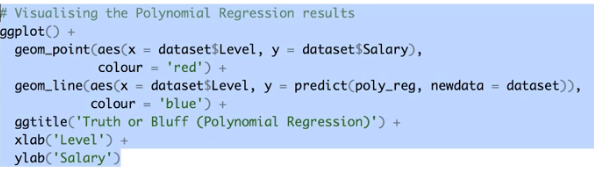 # Visualising the Polynomial Regression results
ggplot() +
  geom_point(aes(x = dataset$Level, y = dataset$Salary),
             colour = 'red') +
  geom_line(aes(x = dataset$Level, y = predict(poly_reg, newdata = dataset)),
            colour = 'blue') +
  ggtitle('Truth or Bluff (Polynomial Regression)') +
  xlab('Level') +
  ylab('Salary')